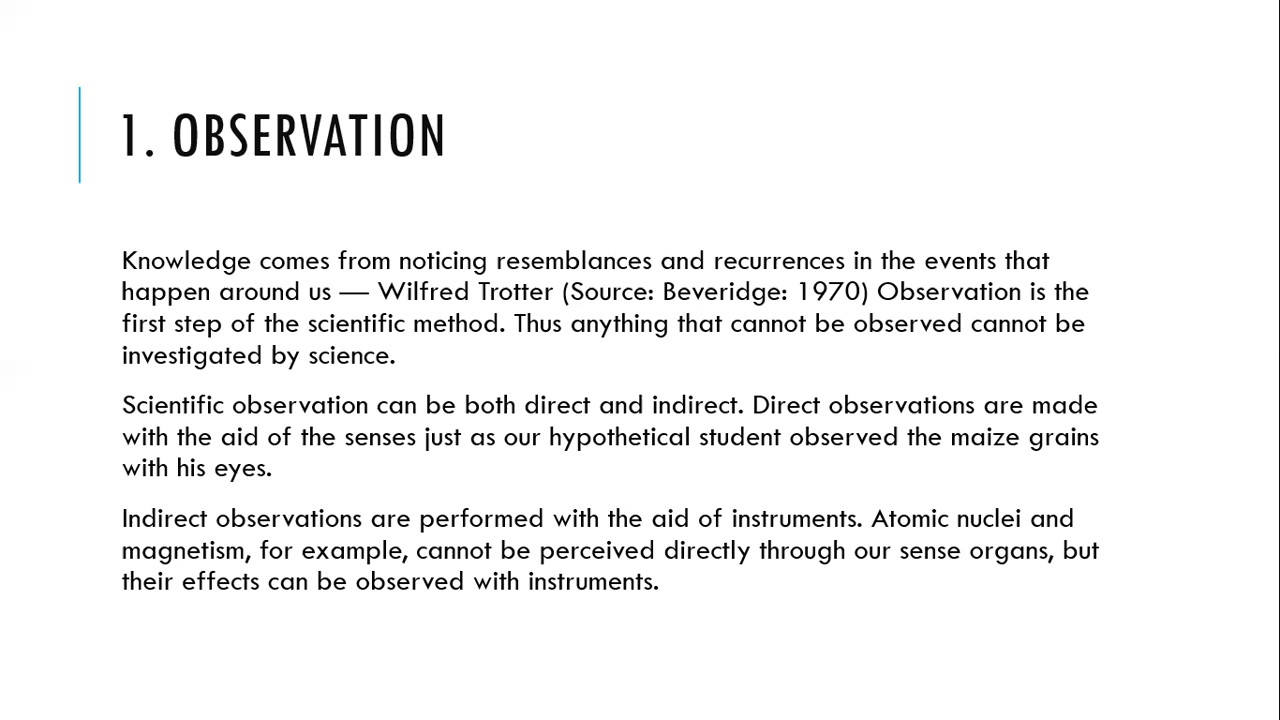 1. OBSERVATION
Knowledge comes from noticing resemblances and recurrences in the events that
happen around us — Wilfred Trotter (Source: Beveridge: 1970) Observation is the
first step of the scientific method. Thus anything that cannot be observed cannot be
investigated by science.
Scientific observation can be both direct and indirect. Direct observations are made
with the aid of the senses just as our hypothetical student observed the maize grains
with his eyes.
Indirect observations are performed with the aid of instruments. Atomic nuclei and
magnetism, for example, cannot be perceived directly through our sense organs, but
their effects can be observed with instruments.